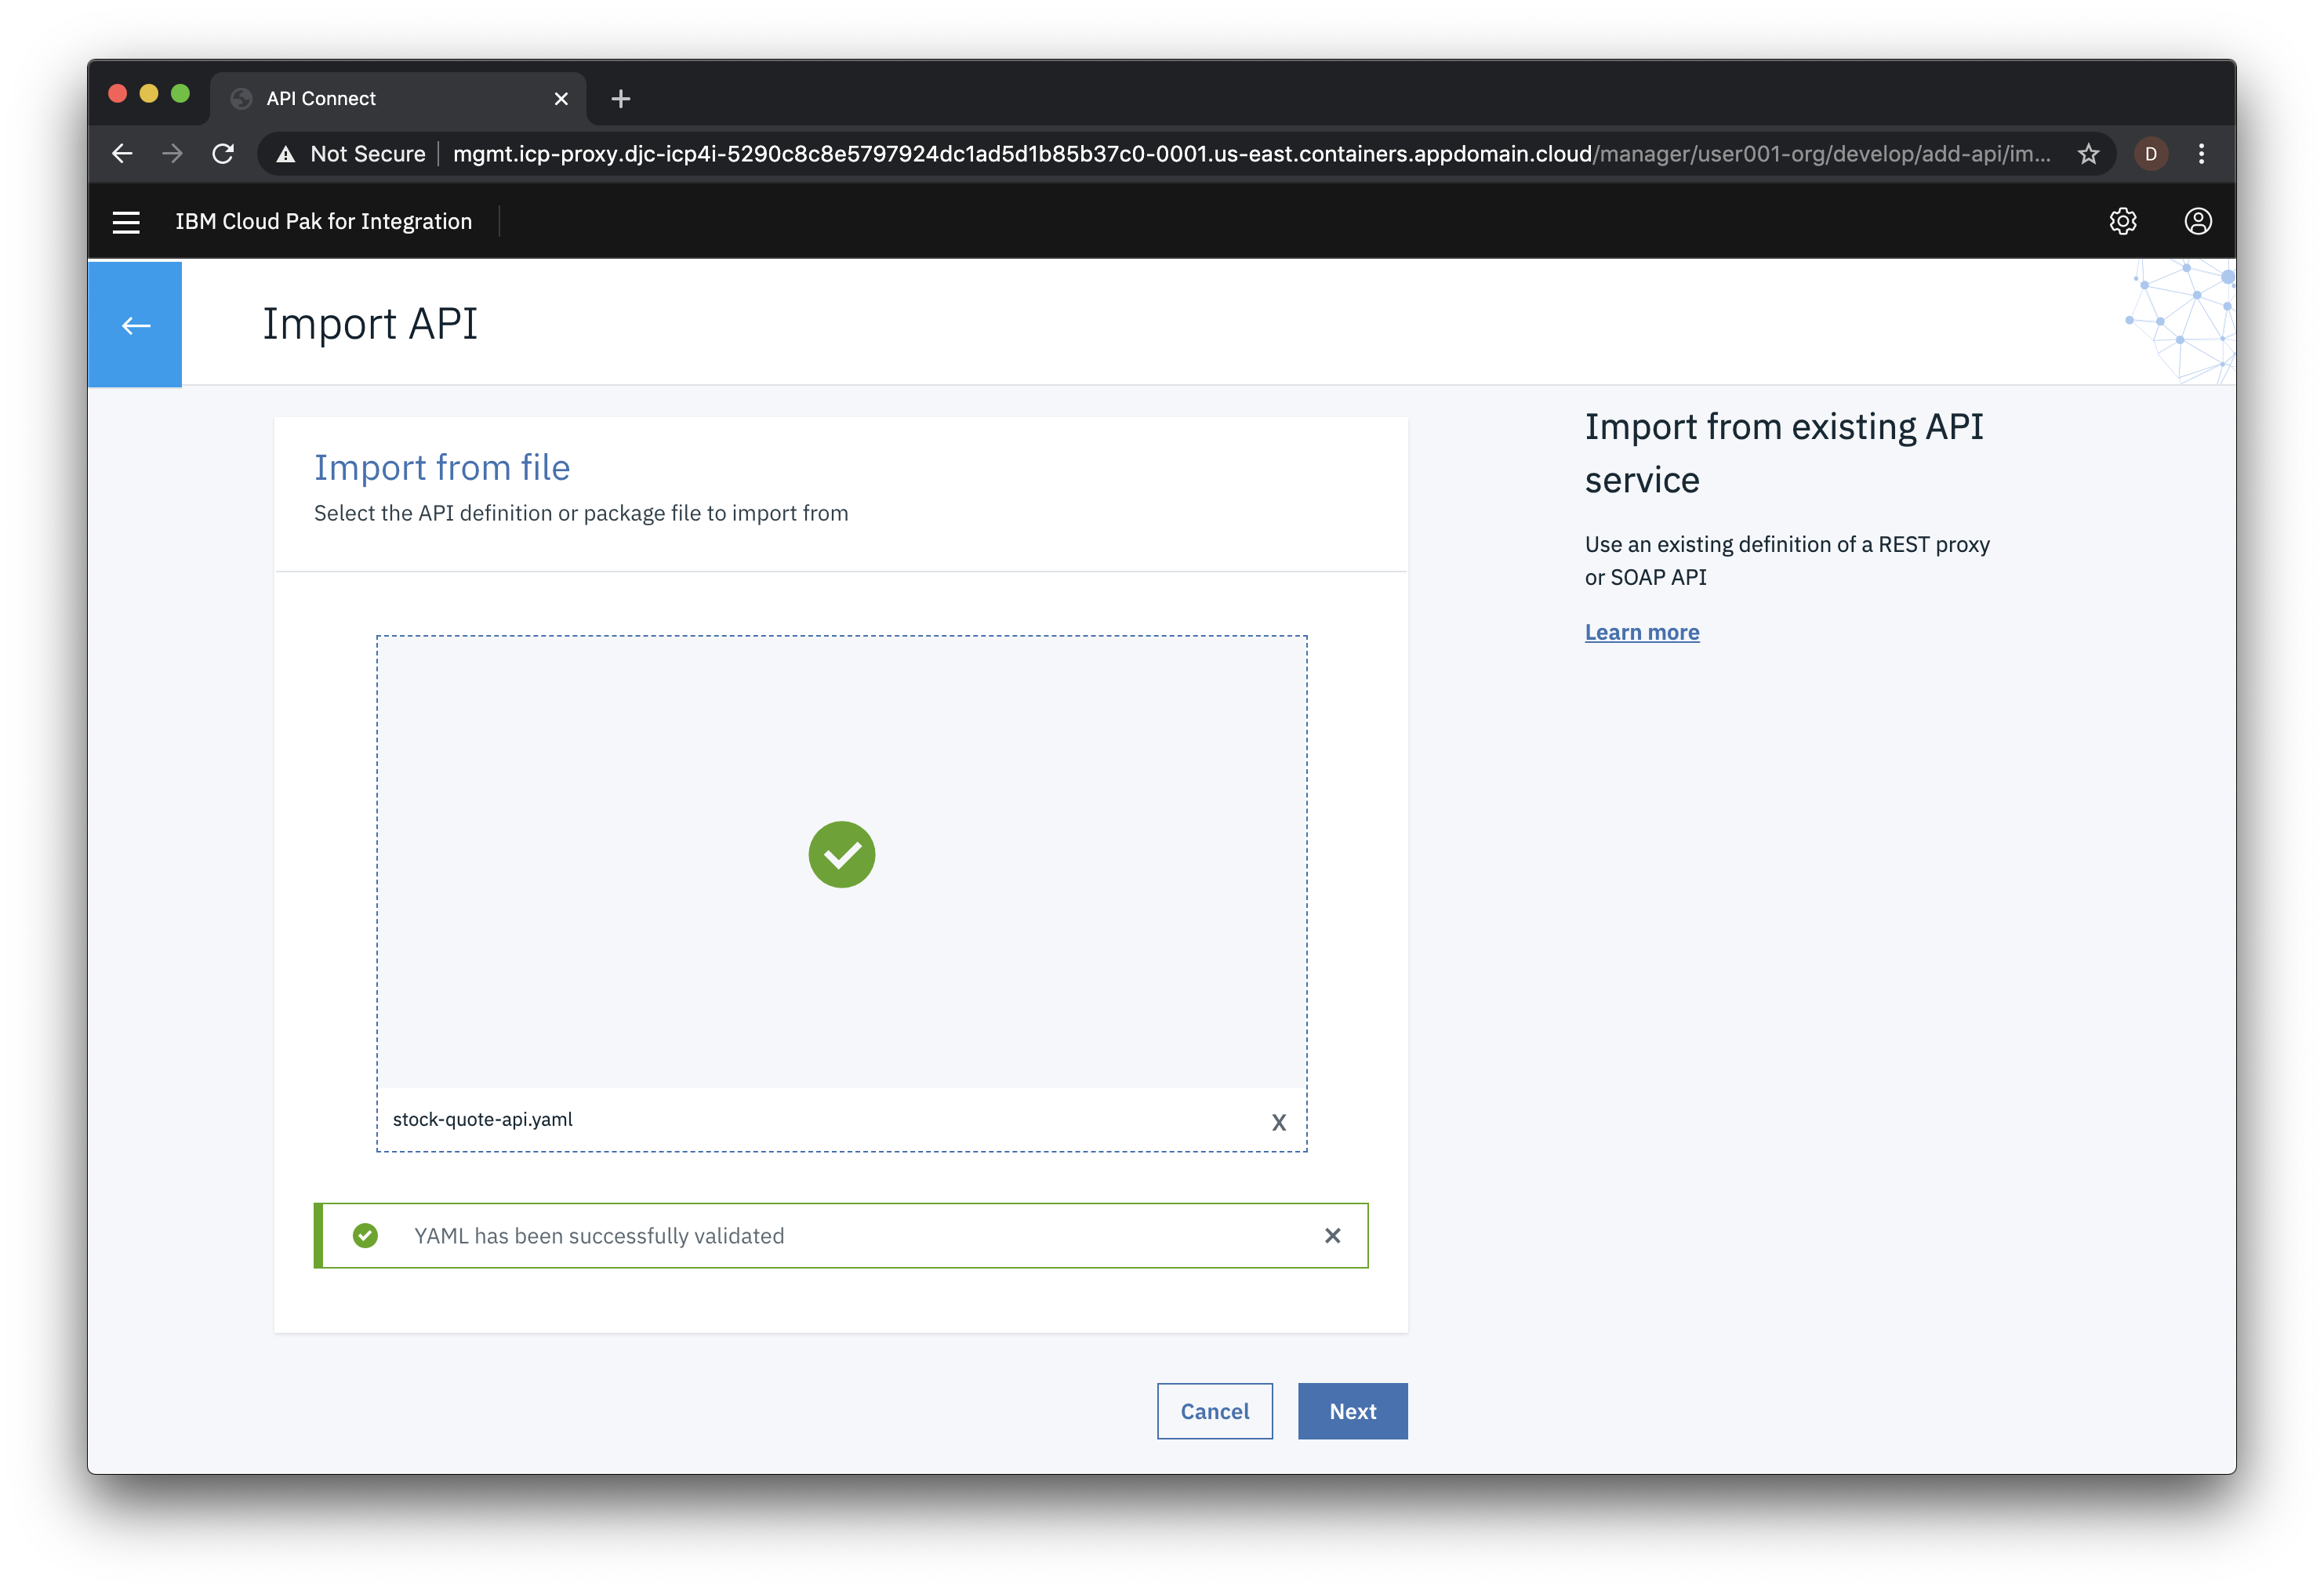 API Connect
Not Secure mgmt.icp-proxy.djc-icp4i-5290c8c8e5797924dc1ad5d1b85b37c0-0001.us-east.containers.appdomain.cloud/manager/user001-org/develop/add-api/im... D
IBM Cloud Pak for Integration
Import API
Import from file
Select the API definition or package file to import from
stock-quote-api.yaml X
YAML has been successfully validated
Cancel Next
Import from existing API
service
Use an existing definition of a REST proxy
or SOAP API
Learn more